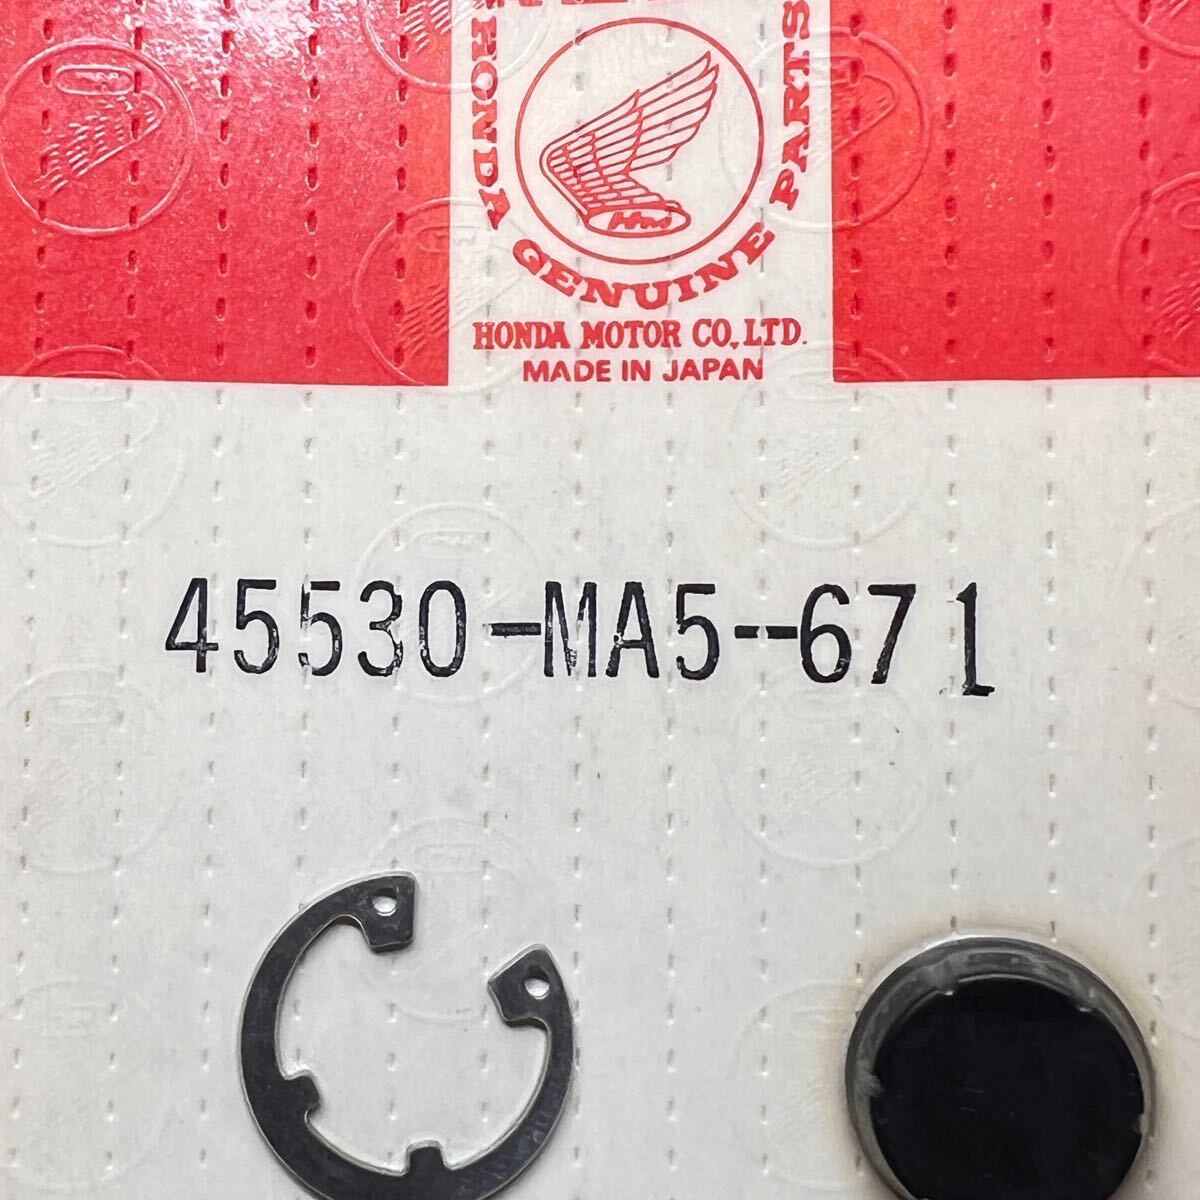 HONDA GENUINE PARTS
HONDA MOTOR CO., LTD.
MADE IN JAPAN
45530-MA5--671